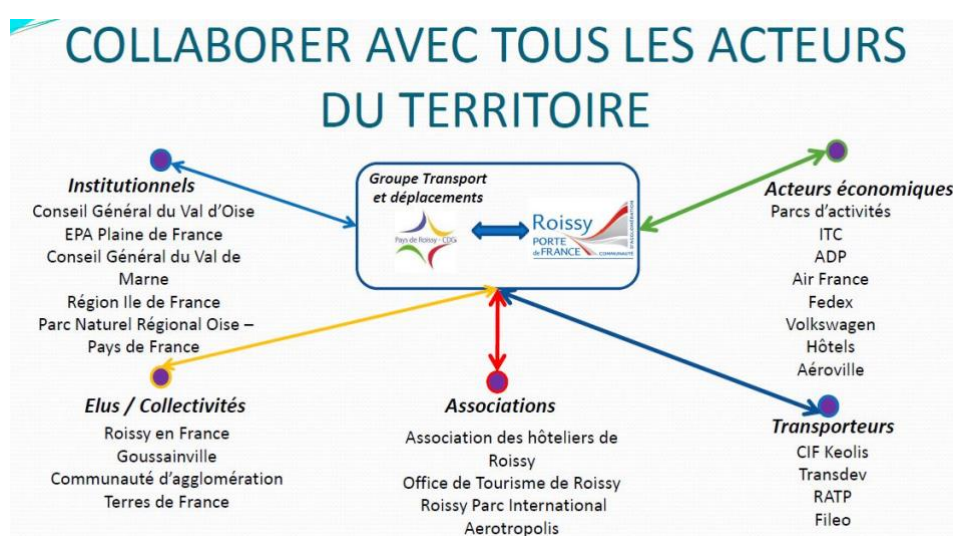 COLLABORER AVEC TOUS LES ACTEURS
DU TERRITOIRE
Groupe Transport
et déplacements
Pays de Roissy - CDG
Roissy
PORTE
de FRANCE
COMMUNAUTÉ
D'AGGLOMÉRATION
Institutionnels
Conseil Général du Val d'Oise
EPA Plaine de France
Conseil Général du Val de
Marne
Région Ile de France
Parc Naturel Régional Oise –
Pays de France
Acteurs économiques
Parcs d'activités
ITC
ADP
Air France
Fedex
Volkswagen
Hôtels
Aéroville
Elus / Collectivités
Roissy en France
Goussainville
Communauté d'agglomération
Terres de France
Associations
Association des hôteliers de
Roissy
Office de Tourisme de Roissy
Roissy Parc International
Aerotropolis
Transporteurs
CIF Keolis
Transdev
RATP
Fileo